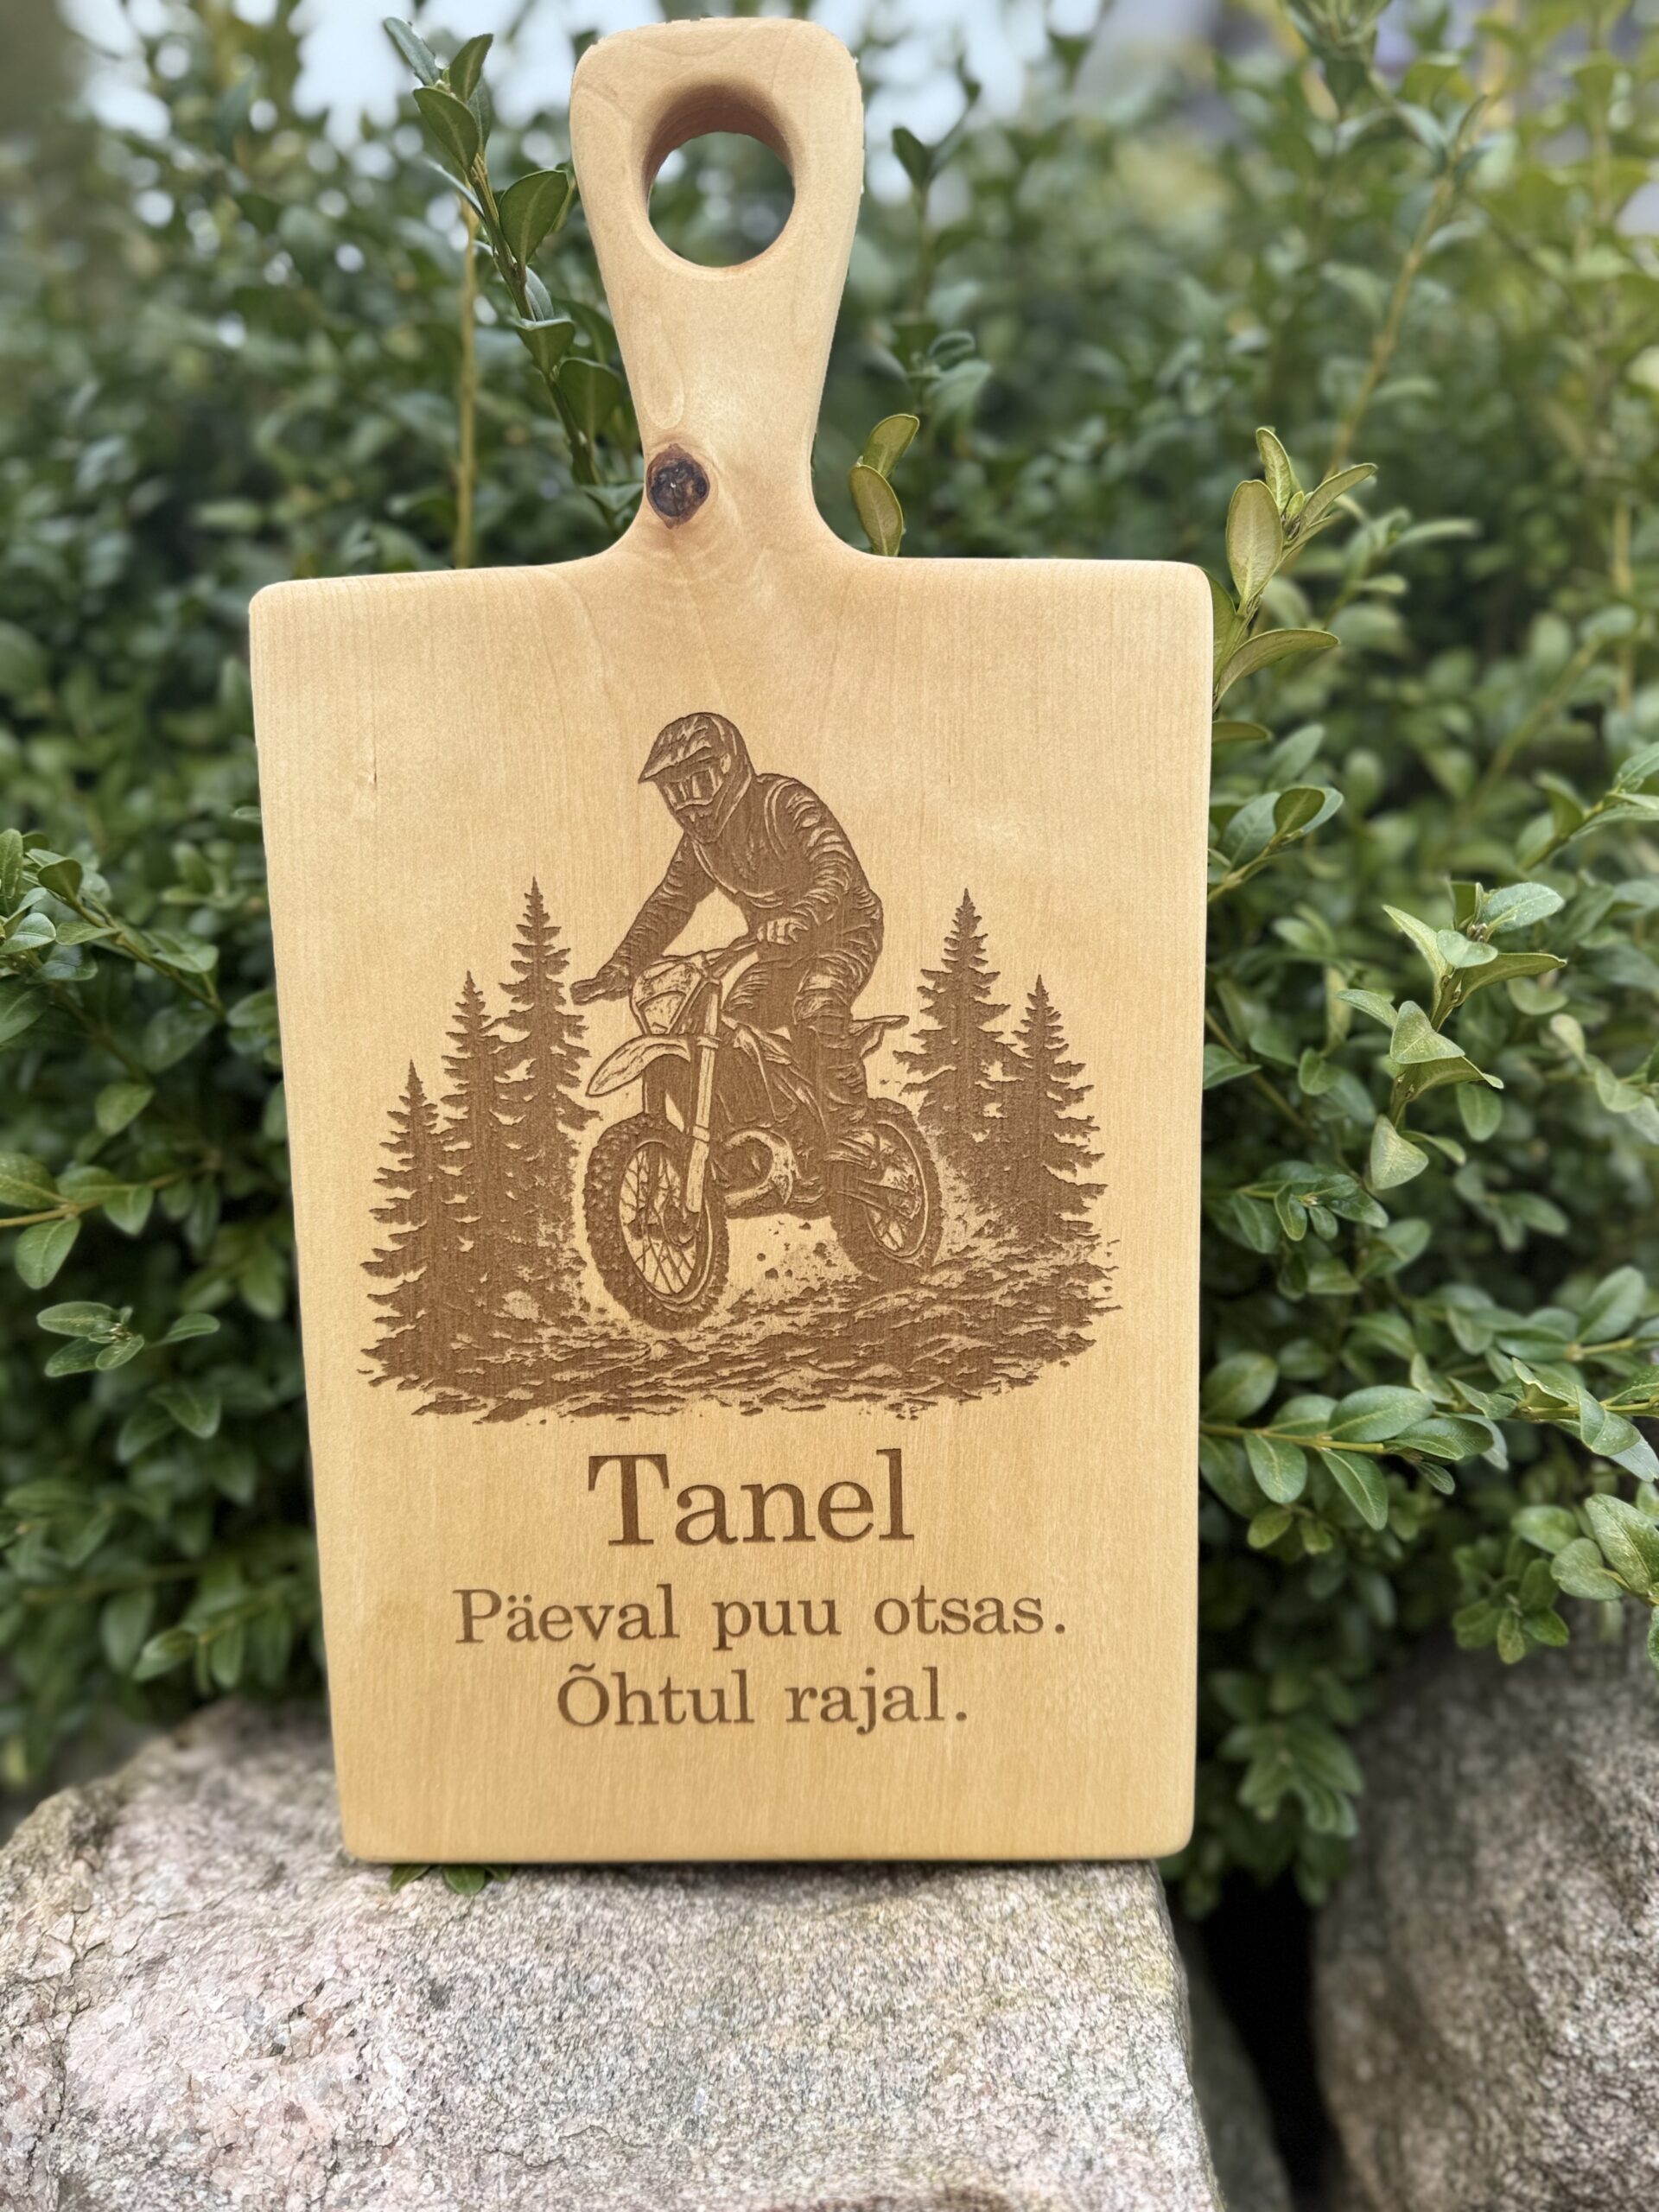 Tanel
Päeval puu otsas.
Õhtul rajal.